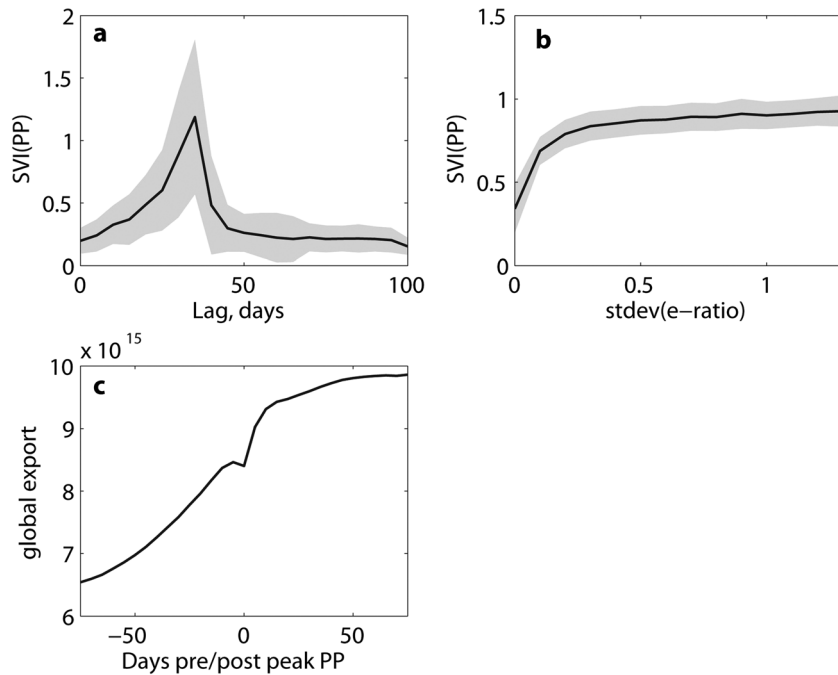 a
SVI(PP)
2
1.5
1
0.5
0
0 50 100
Lag, days
b
SVI(PP)
1.5
1
0.5
0
0 0.5 1
stdev(e−ratio)
x 10 15
c
global export
10
9
8
7
6
−50 0 50
Days pre/post peak PP